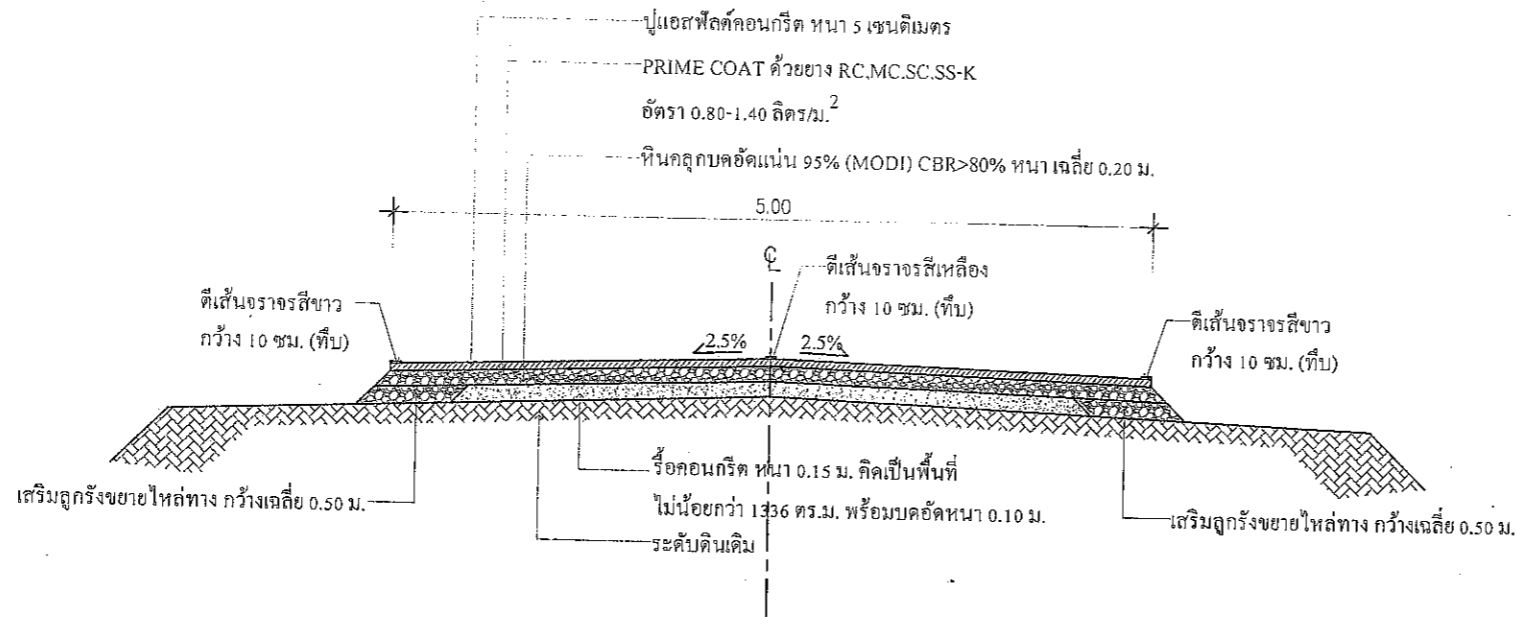 ปูแอสฟัลต์คอนกรีต หนา 5 เซนติเมตร
PRIME COAT ด้วยยาง RC,MC.SC.SS-K
อัตรา 0.80-1.40 ลิตร/ม.²
หินคลุกบดอัดแน่น 95% (MODI) CBR>80% หนา เฉลี่ย 0.20 ม.
5.00
℄
ตีเส้นจราจรสีเหลือง
กว้าง 10 ซม. (ทึบ)
ตีเส้นจราจรสีขาว
กว้าง 10 ซม. (ทึบ)
2.5%
2.5%
ตีเส้นจราจรสีขาว
กว้าง 10 ซม. (ทึบ)
รื้อคอนกรีต หนา 0.15 ม. คิดเป็นพื้นที่
ไม่น้อยกว่า 1336 ตร.ม. พร้อมบดอัดหนา 0.10 ม.
เสริมลูกรังขยายไหล่ทาง กว้างเฉลี่ย 0.50 ม.
เสริมลูกรังขยายไหล่ทาง กว้างเฉลี่ย 0.50 ม.
ระดับดินเดิม